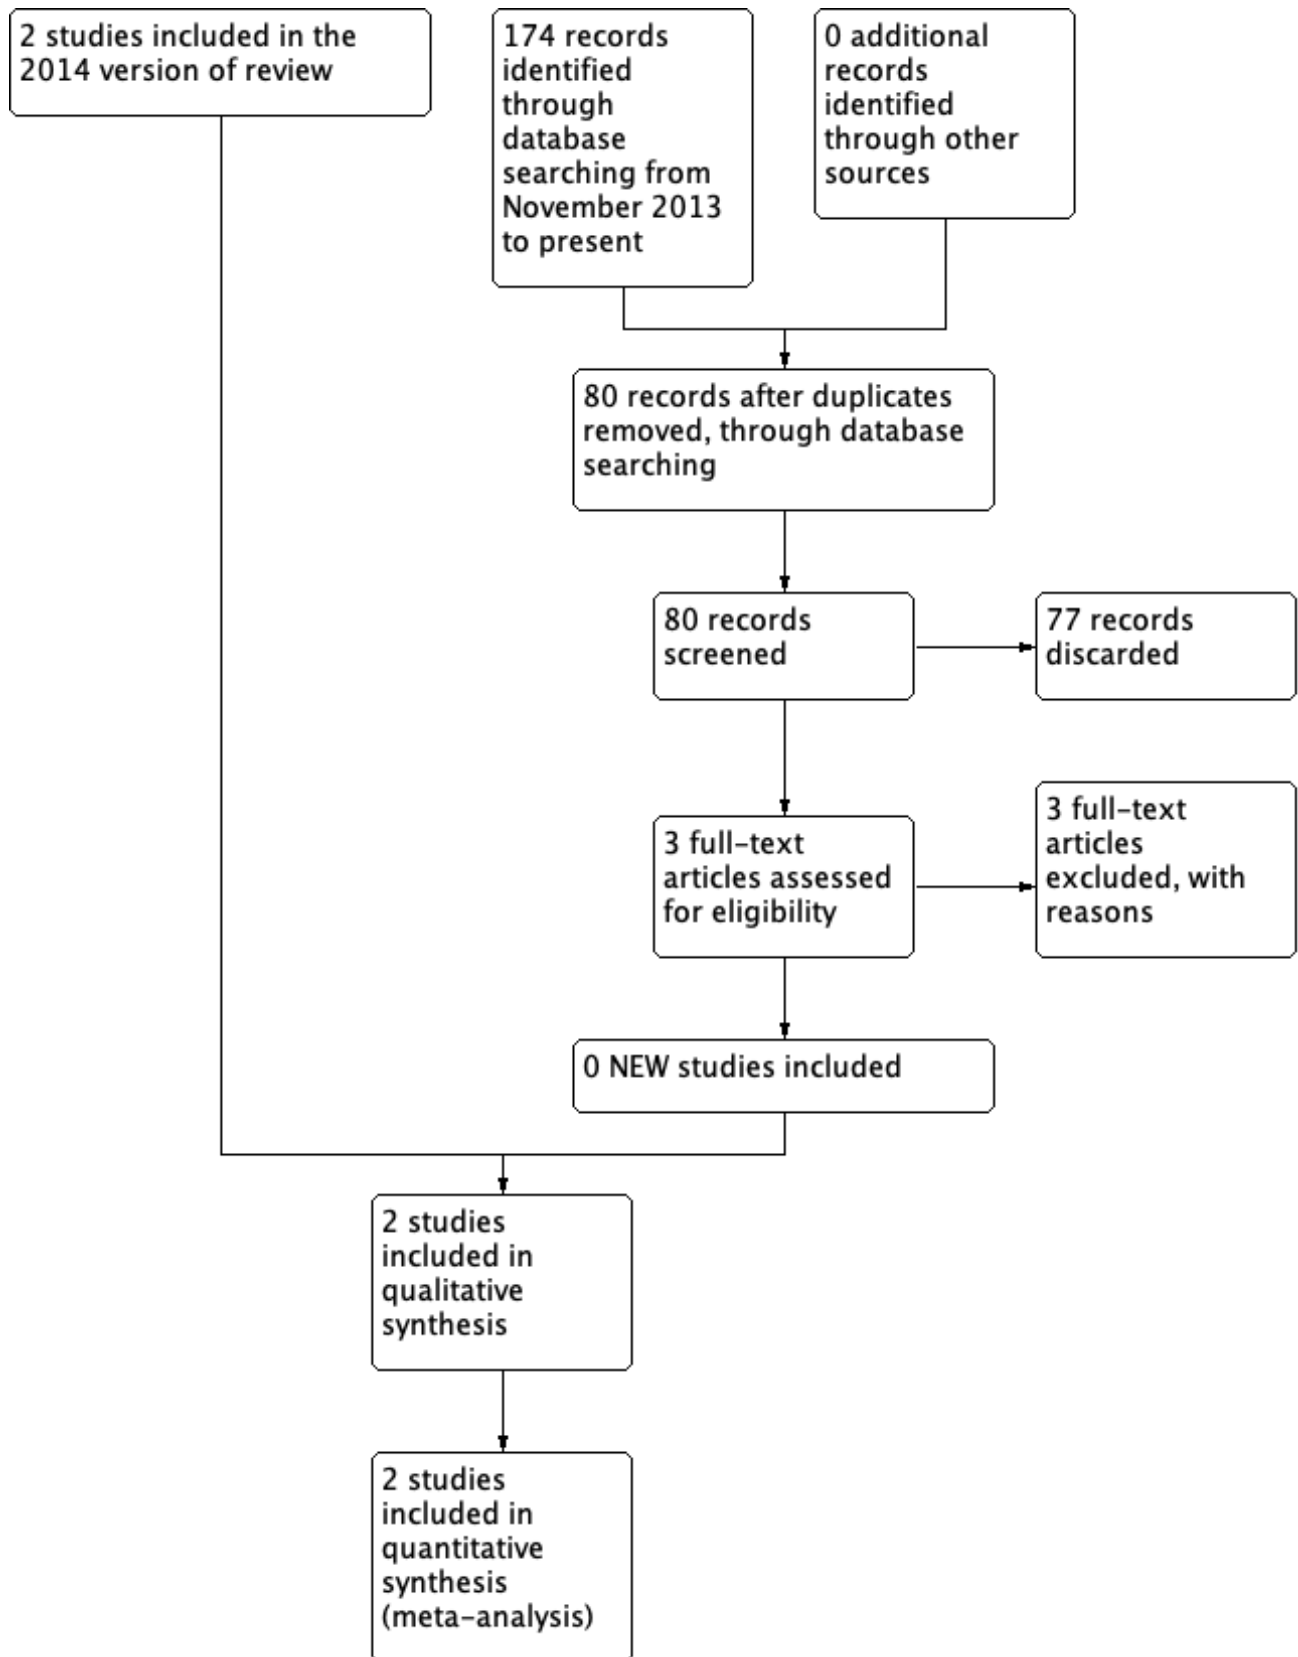 2 studies included in the
2014 version of review
174 records
identified
through
database
searching from
November 2013
to present
0 additional
records
identified
through other
sources
80 records after duplicates
removed, through database
searching
80 records
screened
77 records
discarded
3 full-text
articles assessed
for eligibility
3 full-text
articles
excluded, with
reasons
0 NEW studies included
2 studies
included in
qualitative
synthesis
2 studies
included in
quantitative
synthesis
(meta-analysis)